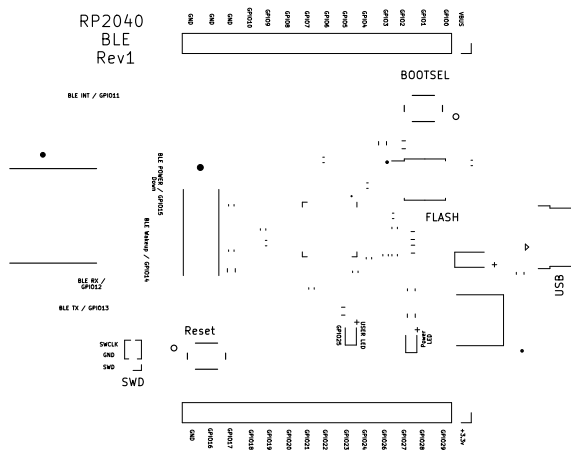 RP2040
BLE
Rev1
GND
GND
GND
GPIO10
GPIO9
GPIO8
GPIO7
GPIO6
GPIO5
GPIO4
GPIO3
GPIO2
GPIO1
GPIO0
VBUS
BOOTSEL
BLE INT / GPIO11
BLE POWER / GPIO15
Down
BLE Wakeup / GPIO14
FLASH
USB
BLE RX /
GPIO12
BLE TX / GPIO13
Reset
USER LED
GPIO25
LED1
Power
SWCLK
GND
SWD
SWD
GND
GPIO16
GPIO17
GPIO18
GPIO19
GPIO20
GPIO21
GPIO22
GPIO23
GPIO24
GPIO26
GPIO27
GPIO28
GPIO29
+3.3v